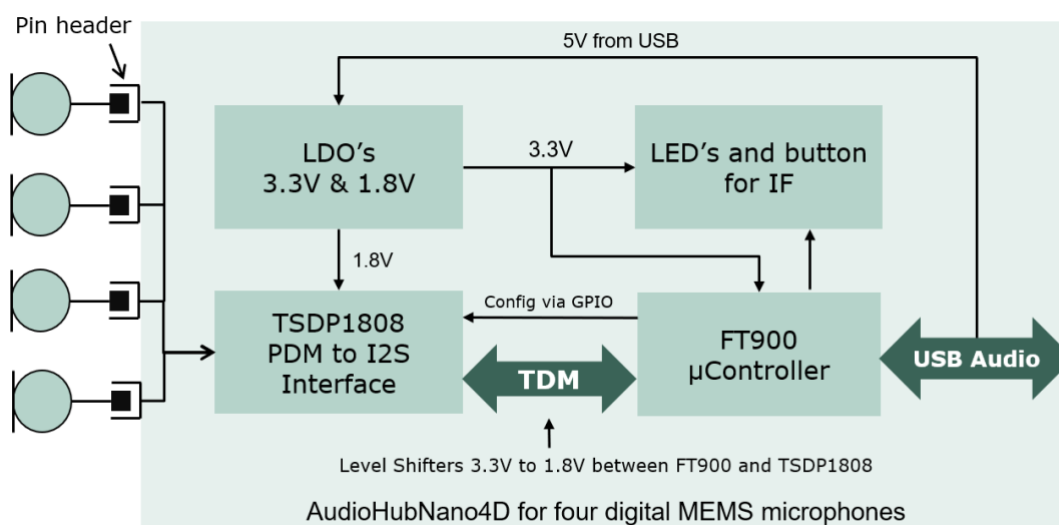 Pin header
5V from USB
LDO's
3.3V & 1.8V
3.3V
LED's and button
for IF
1.8V
Config via GPIO
TSDP1808
PDM to I2S
Interface
TDM
FT900
µController
USB Audio
Level Shifters 3.3V to 1.8V between FT900 and TSDP1808
AudioHubNano4D for four digital MEMS microphones